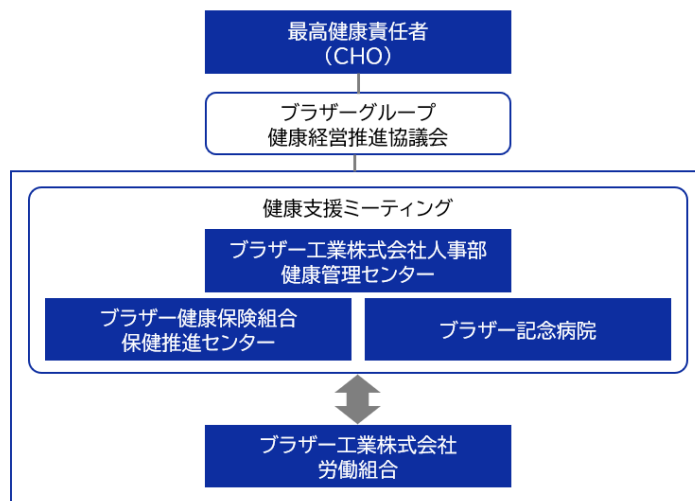 最高健康責任者
（CHO）
ブラザーグループ
健康経営推進協議会
健康支援ミーティング
ブラザー工業株式会社人事部
健康管理センター
ブラザー健康保険組合
保健推進センター
ブラザー記念病院
ブラザー工業株式会社
労働組合